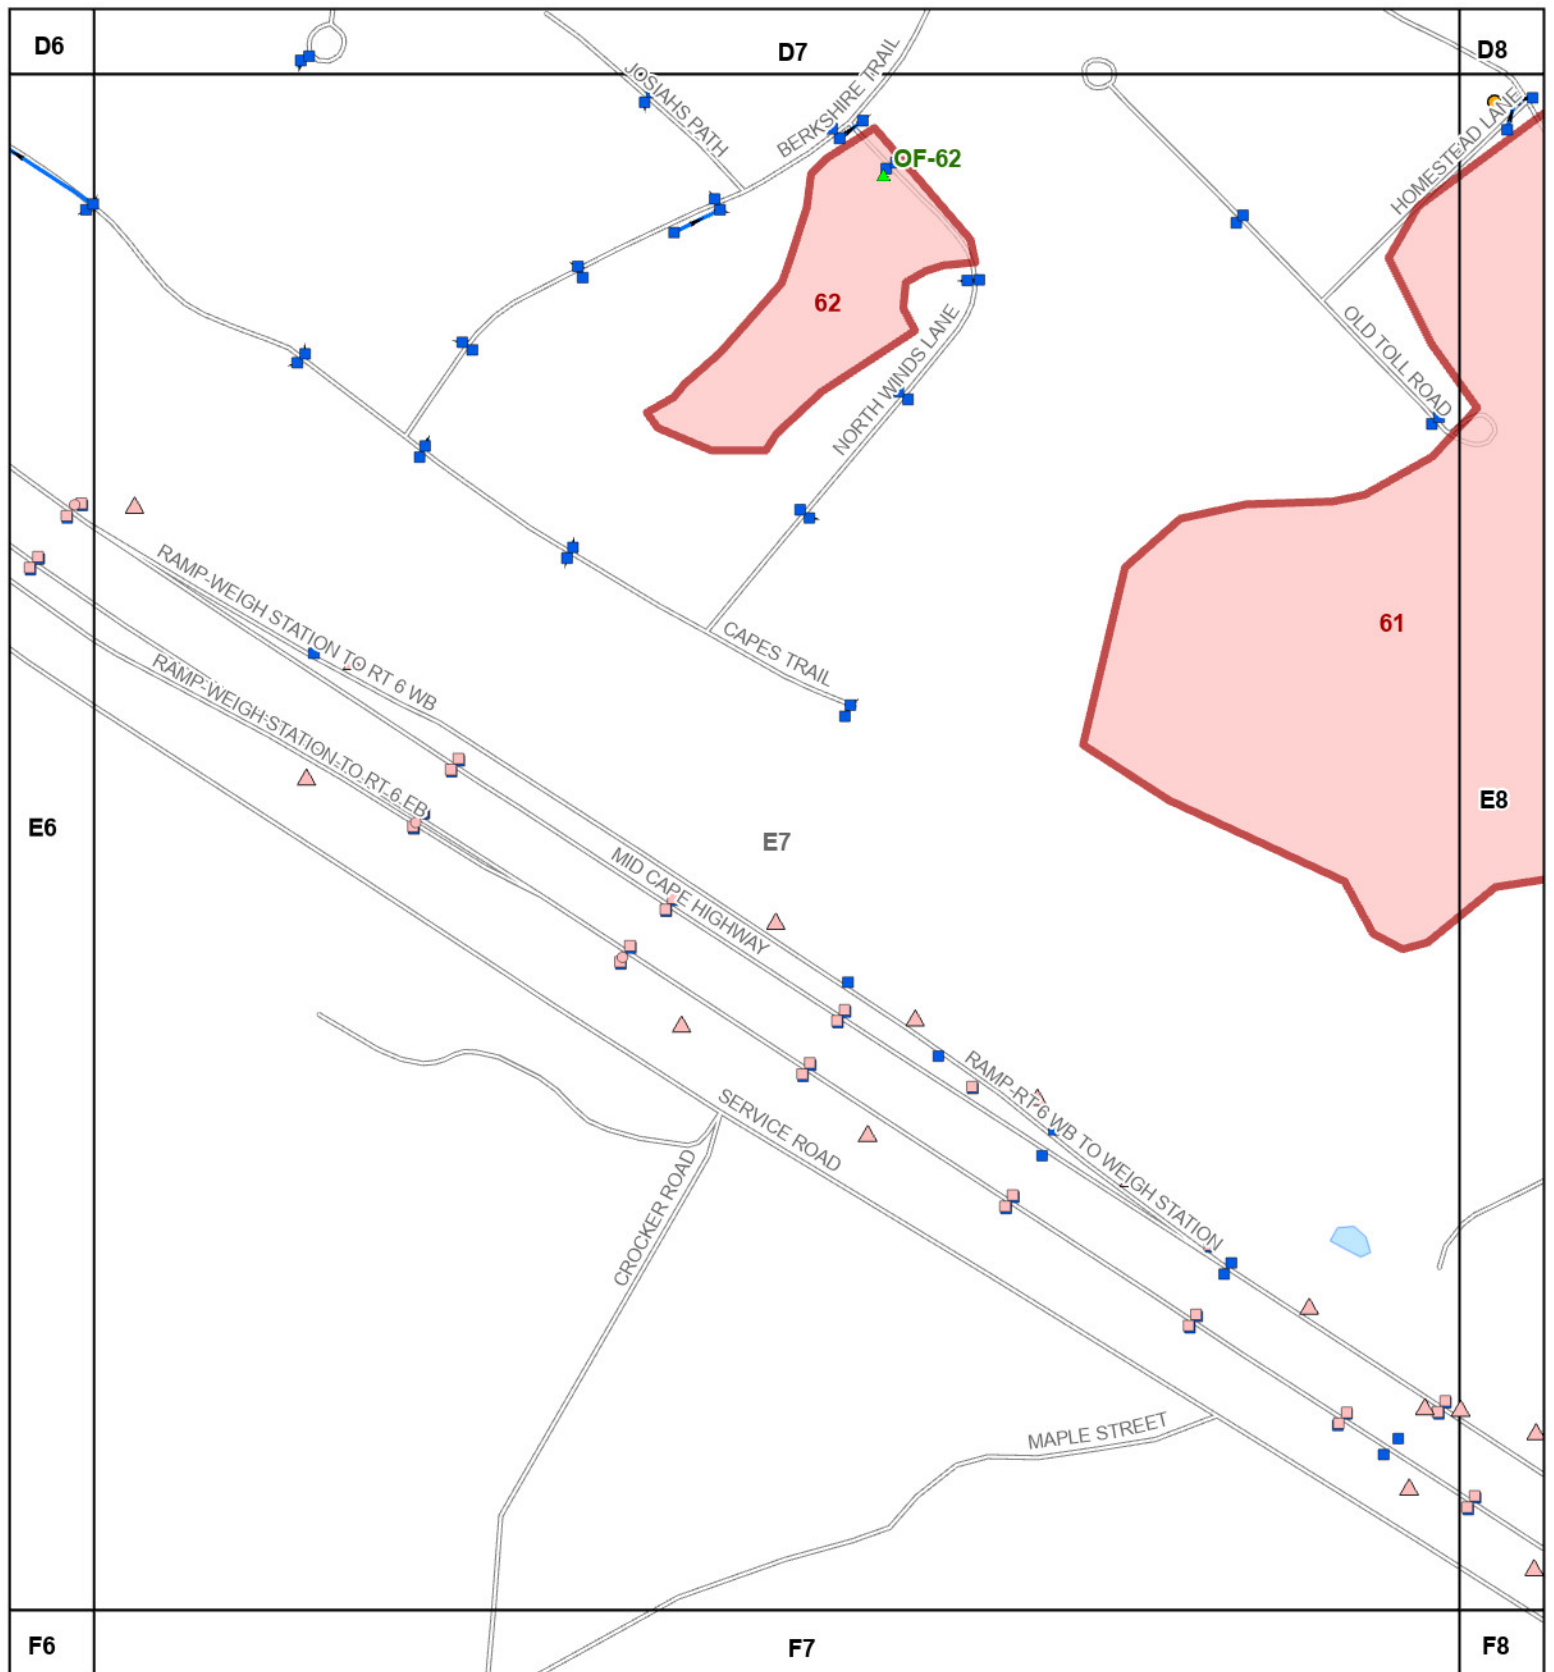 D6
D7
D8
JOSIAHS PATH
BERKSHIRE TRAIL
HOMESTEAD LANE
OF-62
62
OLD TOLL ROAD
NORTH WINDS LANE
RAMP-WEIGH STATION TO RT 6 WB
CAPES TRAIL
61
RAMP-WEIGH STATION TO RT 6 EB
E6
E7
E8
MID CAPE HIGHWAY
RAMP-RT 6 WB TO WEIGH STATION
SERVICE ROAD
CROCKER ROAD
MAPLE STREET
F6
F7
F8